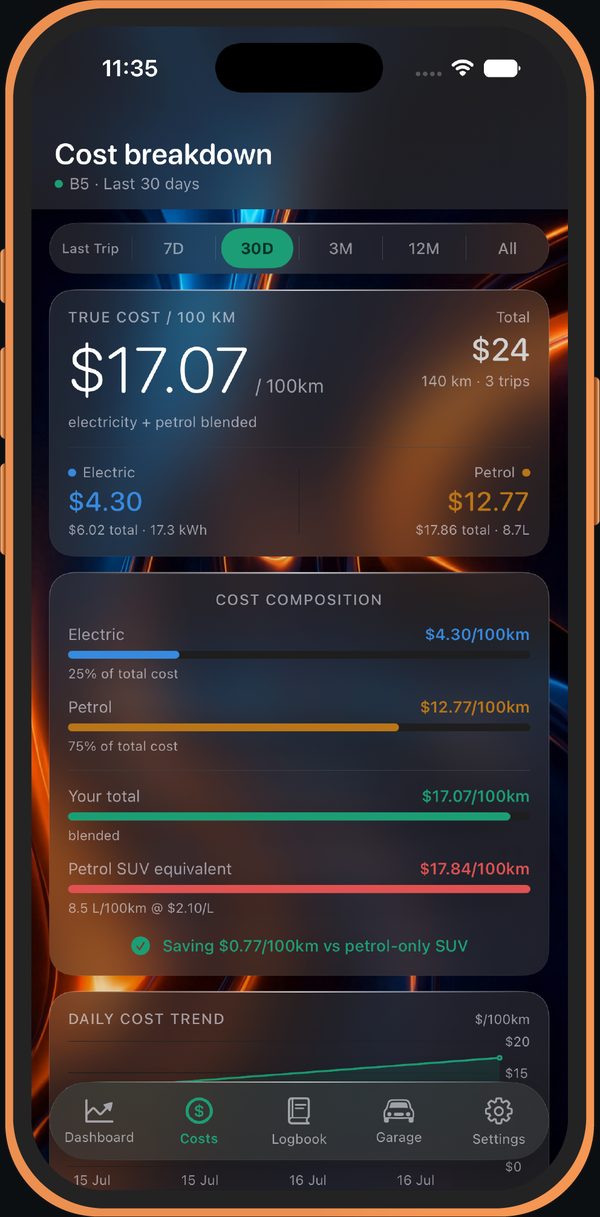 11:35
Cost breakdown
B5 · Last 30 days
Last Trip 7D 30D 3M 12M All
TRUE COST / 100 KM
Total
$17.07 / 100km
$24
140 km · 3 trips
electricity + petrol blended
Electric
Petrol
$4.30
$12.77
$6.02 total · 17.3 kWh
$17.86 total · 8.7L
COST COMPOSITION
Electric $4.30/100km
25% of total cost
Petrol $12.77/100km
75% of total cost
Your total $17.07/100km
blended
Petrol SUV equivalent $17.84/100km
8.5 L/100km @ $2.10/L
Saving $0.77/100km vs petrol-only SUV
DAILY COST TREND $/100km
$20
$15
Dashboard Costs Logbook Garage Settings
$0
15 Jul 15 Jul 16 Jul 16 Jul